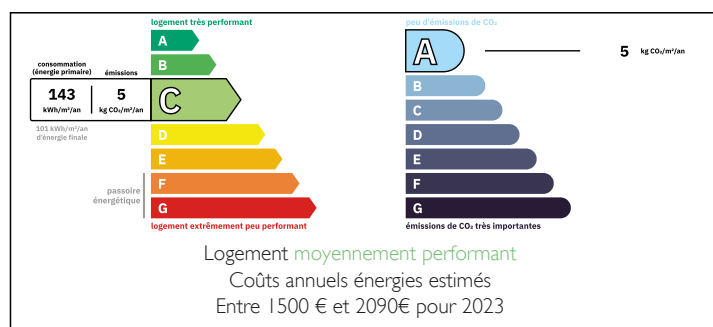 logement très performant
A
B
consommation
(énergie primaire)
émissions
143
kWh/m²/an
5
kg CO₂/m²/an
C
101 kWh/m²/an
d'énergie finale
D
E
passoire
énergétique
F
G
logement extrêmement peu performant
peu d'émissions de CO₂
A
5 kg CO₂/m²/an
B
C
D
E
F
G
émissions de CO₂ très importantes
Logement moyennement performant
Coûts annuels énergies estimés
Entre 1500 € et 2090€ pour 2023